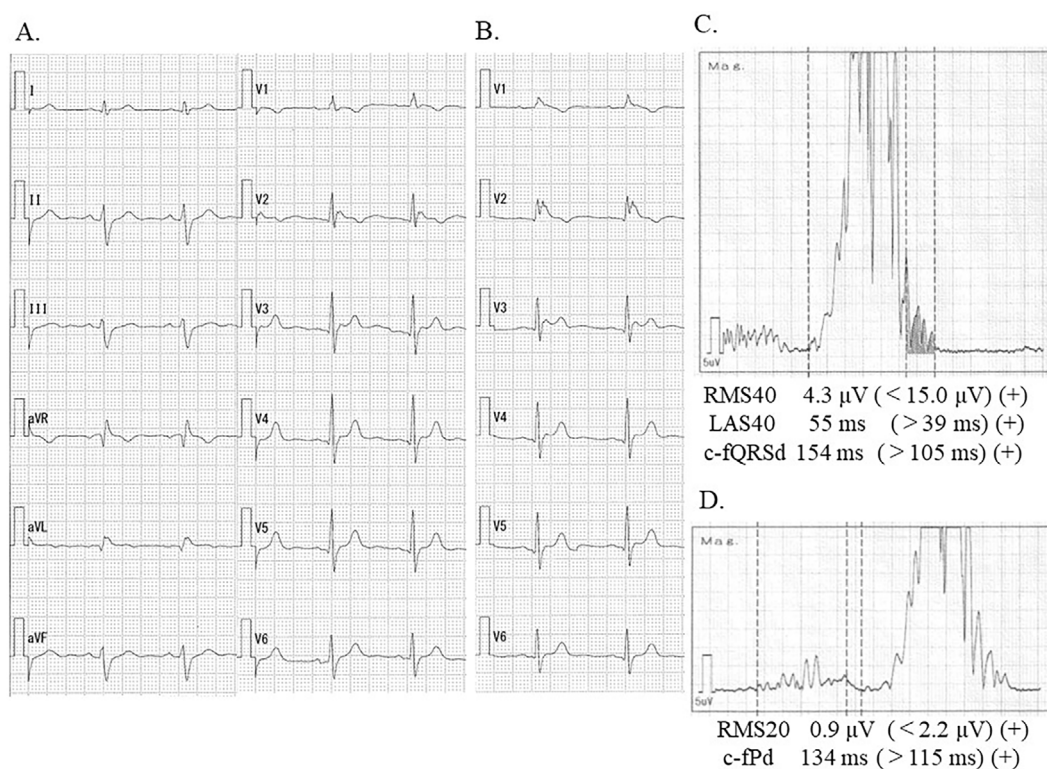 A.
I
II
III
aVR
aVL
aVF
V1
V2
V3
V4
V5
V6
B.
V1
V2
V3
V4
V5
V6
C.
Mag.
5uV
RMS40 4.3 μV (＜15.0 μV) (+)
LAS40 55 ms (＞39 ms) (+)
c-fQRSd 154 ms (＞105 ms) (+)
D.
Mag.
5uV
RMS20 0.9 μV (＜2.2 μV) (+)
c-fPd 134 ms (＞115 ms) (+)